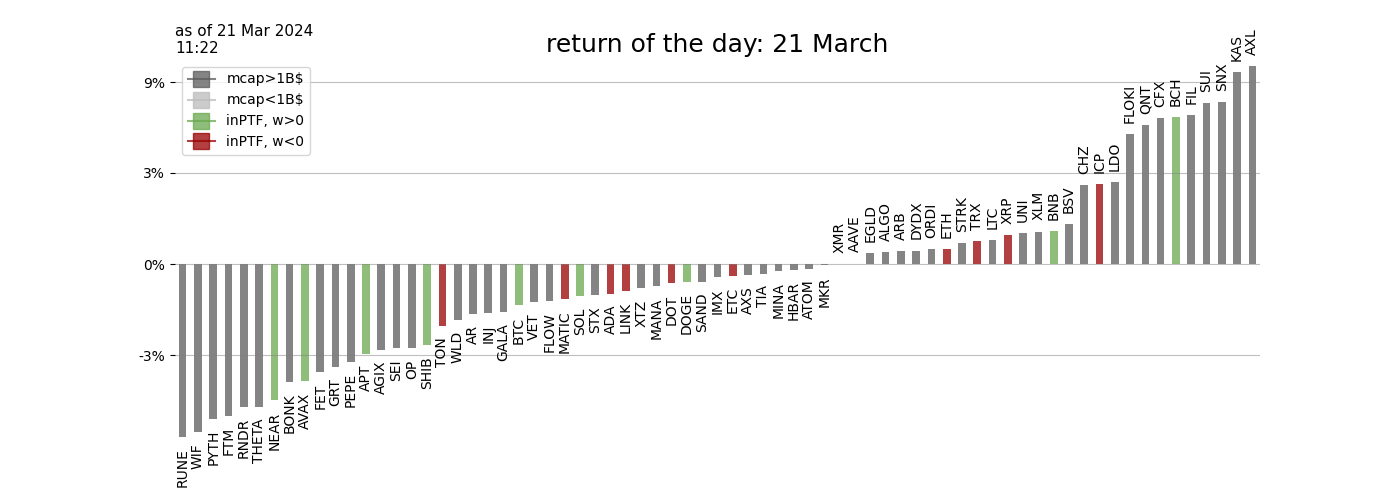 as of 21 Mar 2024
11:22
return of the day: 21 March
mcap>1B$
mcap<1B$
inPTF, w>0
inPTF, w<0
9%
3%
0%
-3%
RUNE
WIF
PYTH
FTM
RNDR
THETA
NEAR
BONK
AVAX
FET
GRT
PEPE
APT
AGIX
SEI
OP
SHIB
TON
WLD
AR
INJ
GALA
BTC
VET
FLOW
MATIC
SOL
STX
ADA
LINK
XTZ
MANA
DOT
DOGE
SAND
IMX
ETC
AXS
TIA
MINA
HBAR
ATOM
MKR
XMR
AAVE
EGLD
ALGO
ARB
DYDX
ORDI
ETH
STRK
TRX
LTC
XRP
UNI
XLM
BNB
BSV
CHZ
ICP
LDO
FLOKI
QNT
CFX
BCH
FIL
SUI
SNX
KAS
AXL